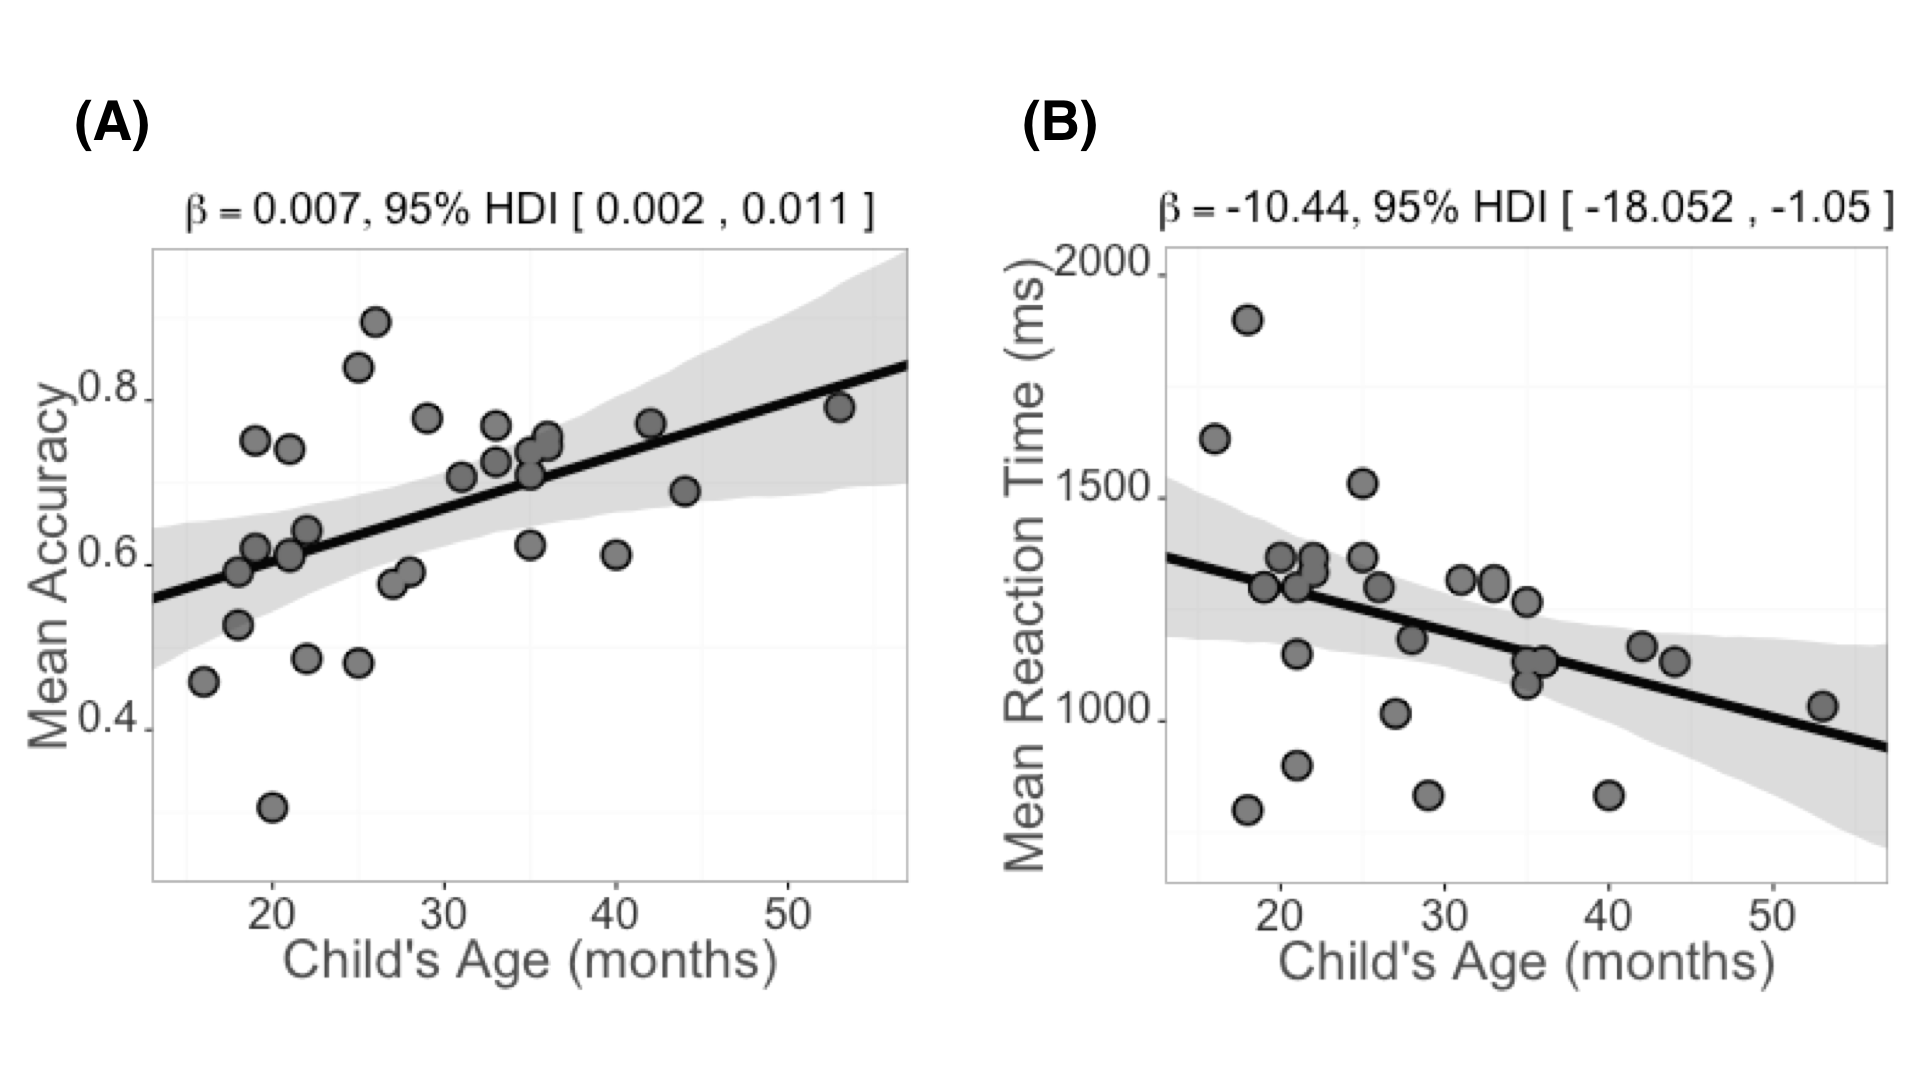 (A)
β = 0.007, 95% HDI [ 0.002 , 0.011 ]
Mean Accuracy
0.8
0.6
0.4
20 30 40 50
Child's Age (months)
(B)
β = -10.44, 95% HDI [ -18.052 , -1.05 ]
Mean Reaction Time (ms)
2000
1500
1000
20 30 40 50
Child's Age (months)